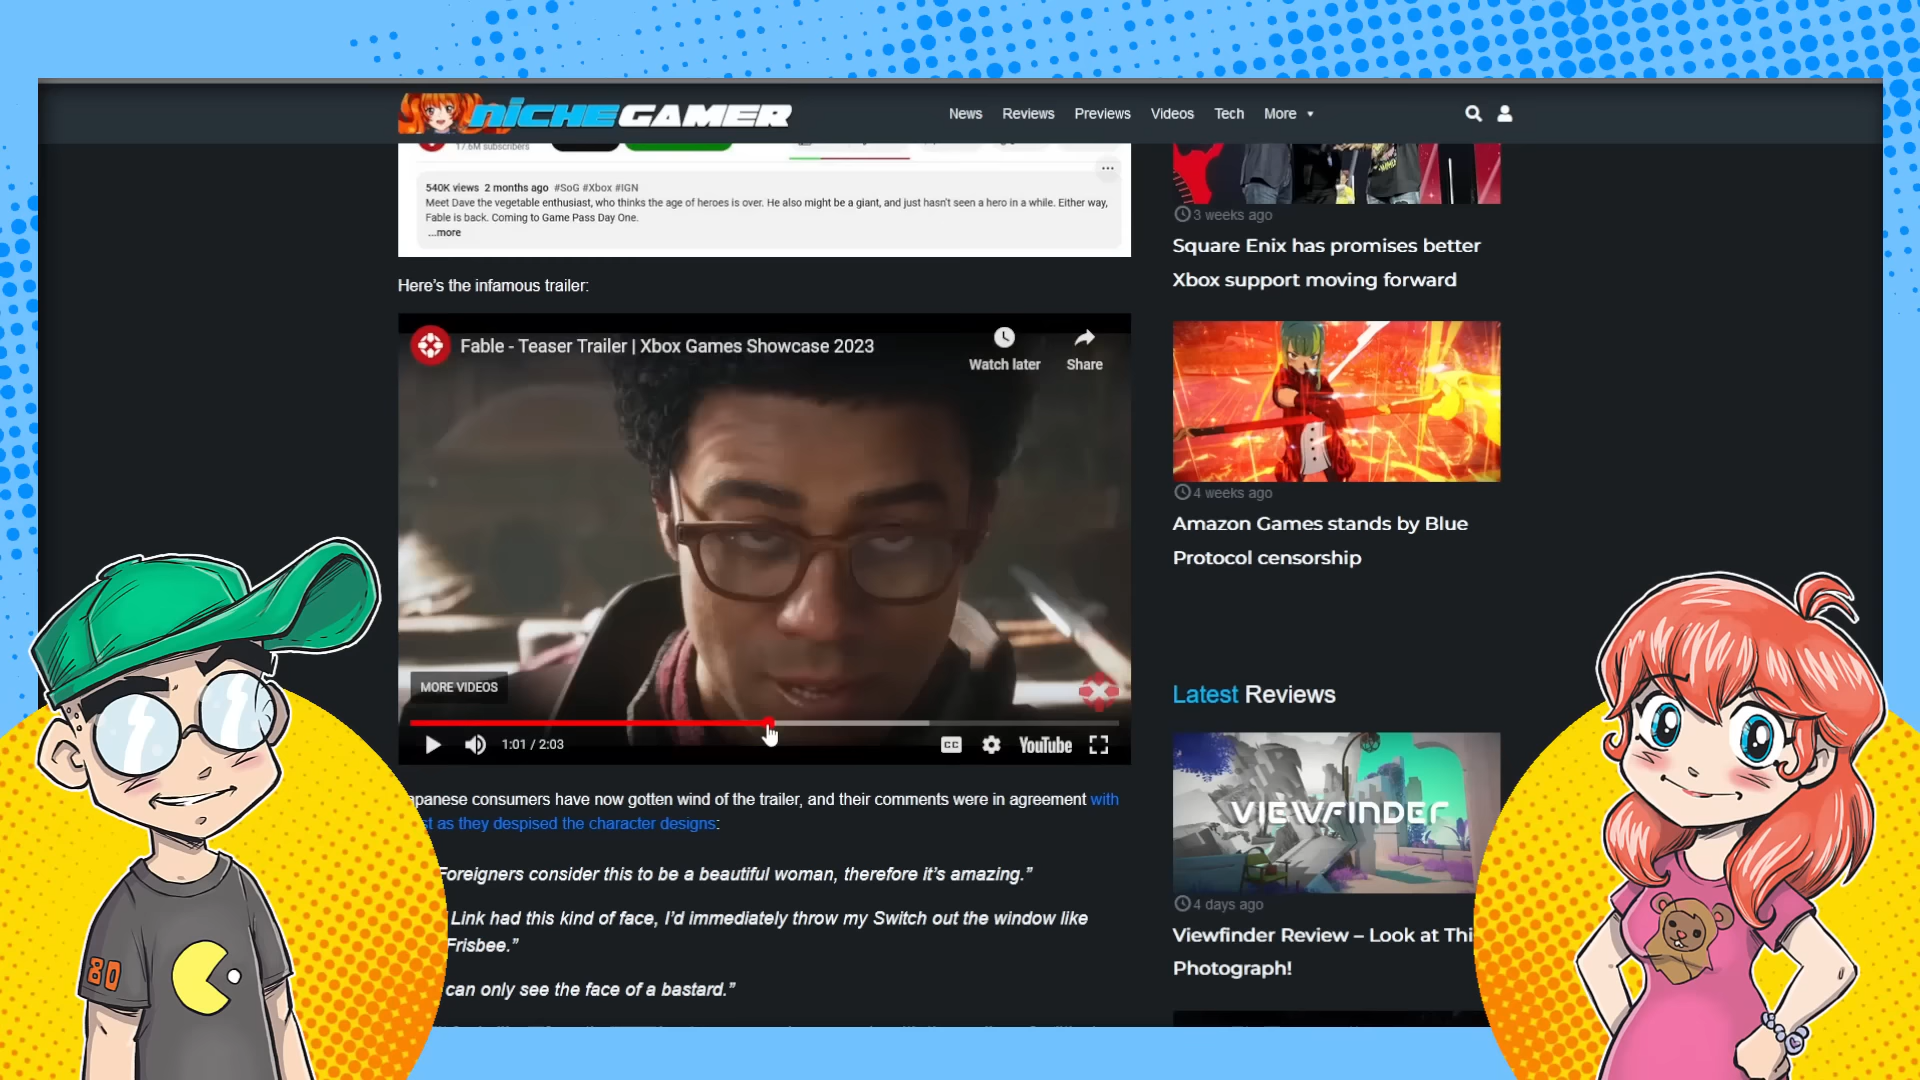 NICHEGAMER
News Reviews Previews Videos Tech More
17.6M subscribers
540K views 2 months ago #SoG #Xbox #IGN
Meet Dave the vegetable enthusiast, who thinks the age of heroes is over. He also might be a giant, and just hasn't seen a hero in a while. Either way,
Fable is back. Coming to Game Pass Day One.
...more
Here's the infamous trailer:
Fable - Teaser Trailer | Xbox Games Showcase 2023
Watch later
Share
MORE VIDEOS
1:01 / 2:03
CC
YouTube
apanese consumers have now gotten wind of the trailer, and their comments were in agreement with
st as they despised the character designs:
Foreigners consider this to be a beautiful woman, therefore it's amazing.”
Link had this kind of face, I'd immediately throw my Switch out the window like
Frisbee.”
can only see the face of a bastard.”
3 weeks ago
Square Enix has promises better
Xbox support moving forward
4 weeks ago
Amazon Games stands by Blue
Protocol censorship
Latest Reviews
VIEWFINDER
4 days ago
Viewfinder Review – Look at Thi
Photograph!
80